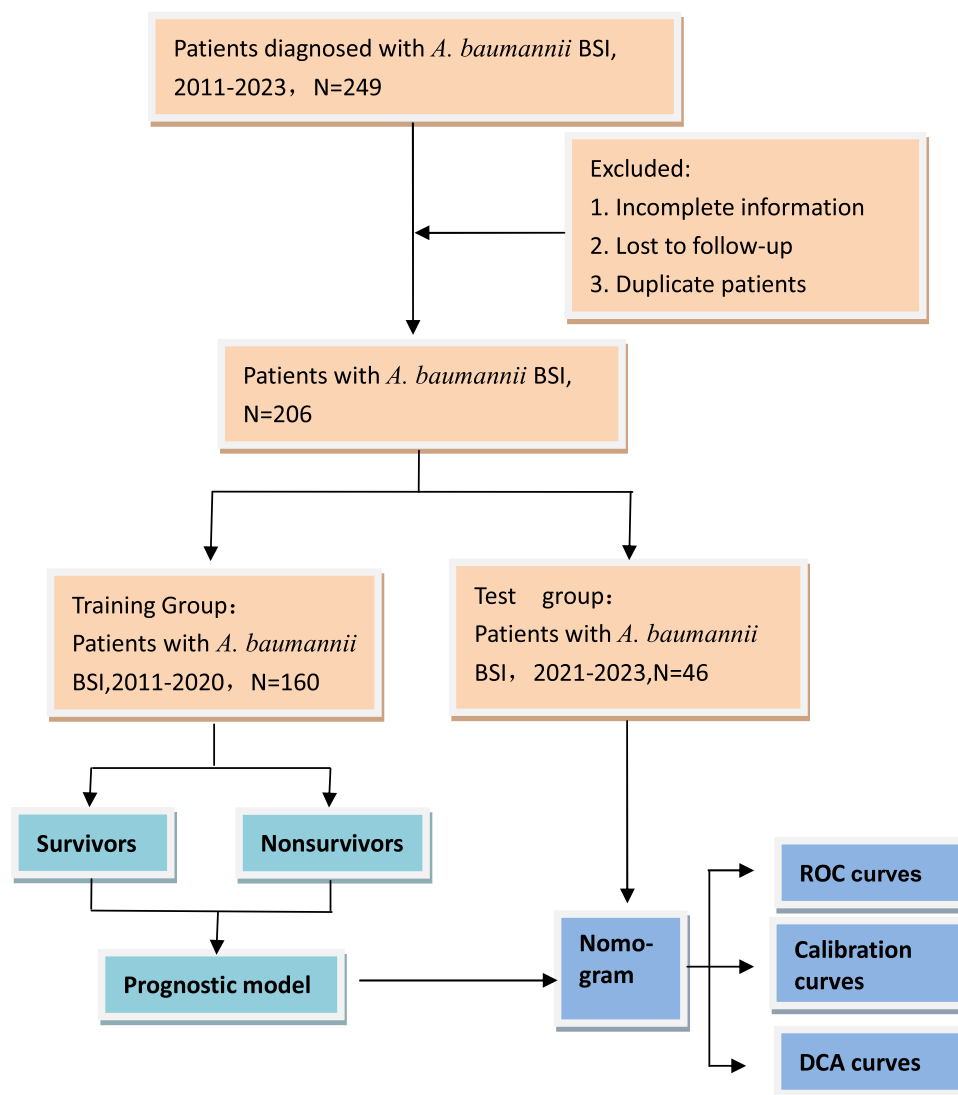 Patients diagnosed with A. baumannii BSI,
2011-2023，N=249
Excluded:
1. Incomplete information
2. Lost to follow-up
3. Duplicate patients
Patients with A. baumannii BSI,
N=206
Training Group：
Patients with A. baumannii
BSI,2011-2020，N=160
Test group：
Patients with A. baumannii
BSI，2021-2023,N=46
Survivors
Nonsurvivors
Prognostic model
Nomo-
gram
ROC curves
Calibration
curves
DCA curves